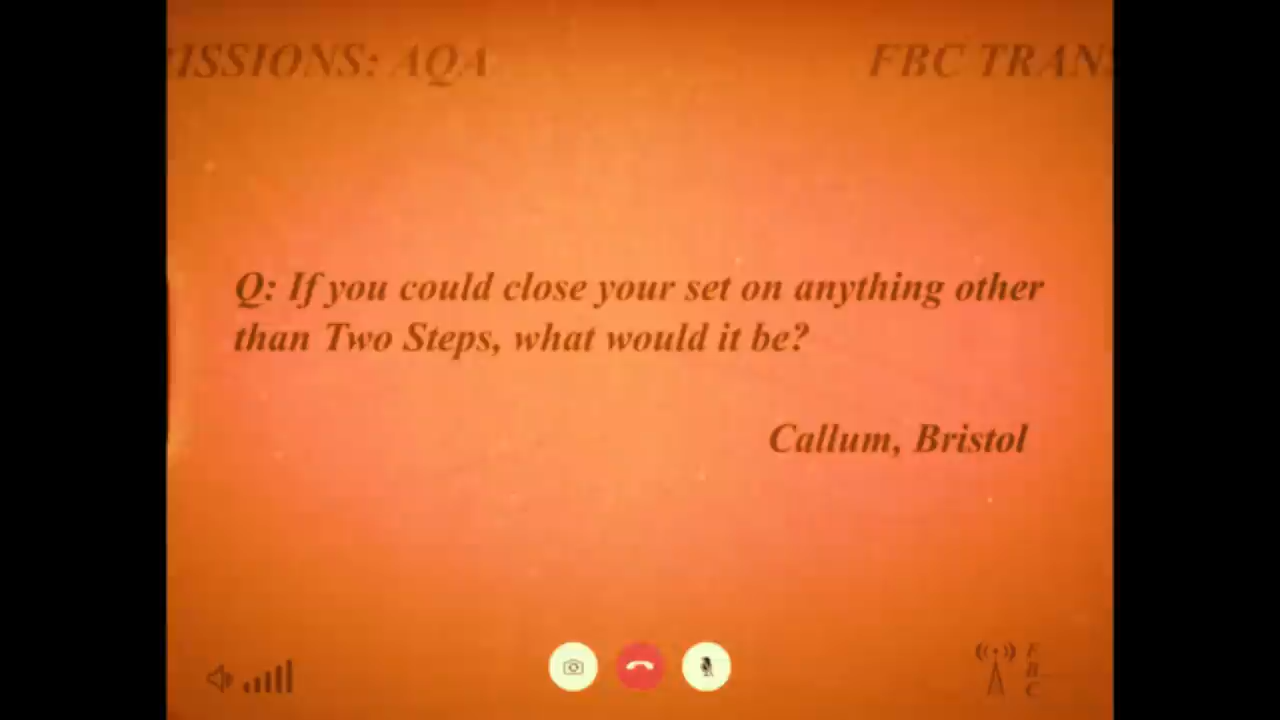 ISSIONS: AQA FBC TRANS
Q: If you could close your set on anything other
than Two Steps, what would it be?
Callum, Bristol
F
B
C